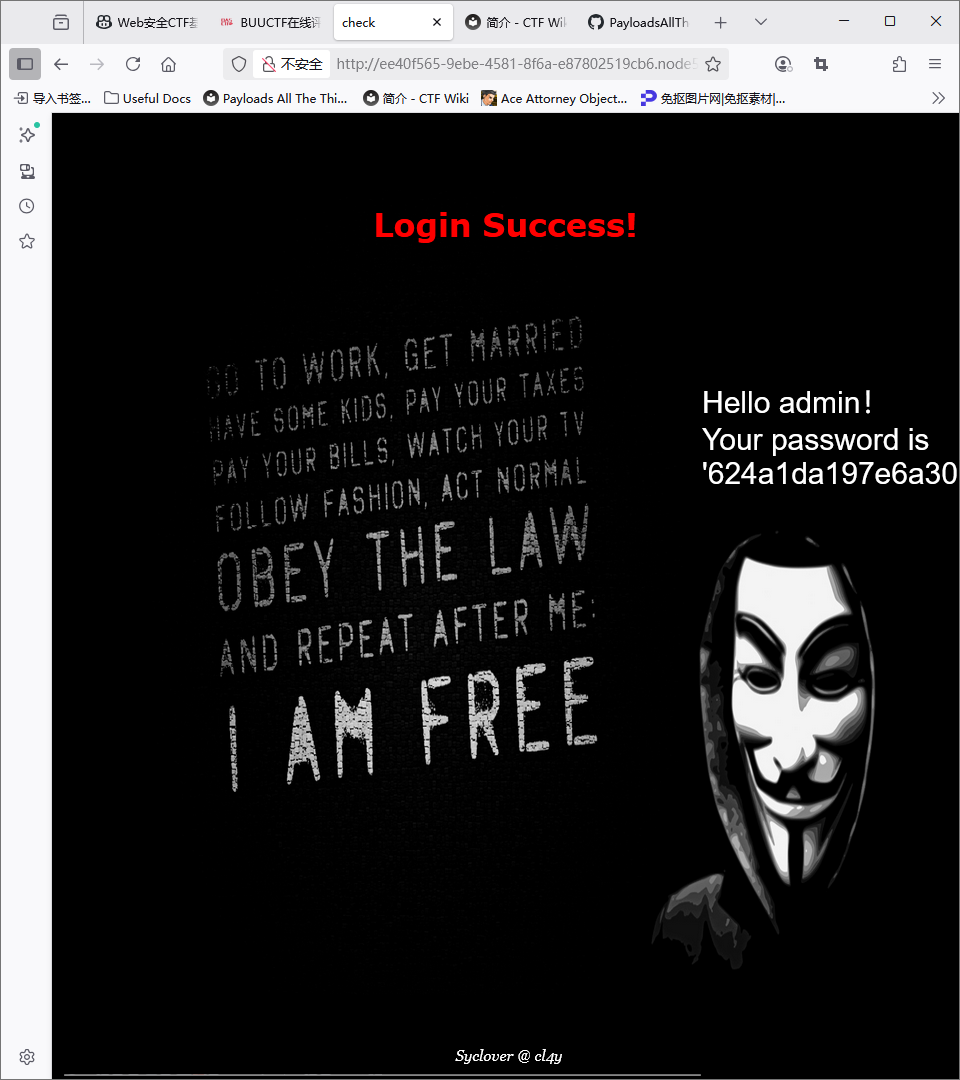 Web安全CTF基
BUUCTF在线评
check
简介 - CTF Wik
PayloadsAllTh
不安全
http://ee40f565-9ebe-4581-8f6a-e87802519cb6.node5
导入书签...
Useful Docs
Payloads All The Thi...
简介 - CTF Wiki
Ace Attorney Object...
免抠图片网|免抠素材|...
Login Success!
GO TO WORK, GET MARRIED
HAVE SOME KIDS, PAY YOUR TAXES
PAY YOUR BILLS, WATCH YOUR TV
FOLLOW FASHION, ACT NORMAL
OBEY THE LAW
AND REPEAT AFTER ME:
I AM FREE
Hello admin！
Your password is
'624a1da197e6a30
Syclover @ cl4y